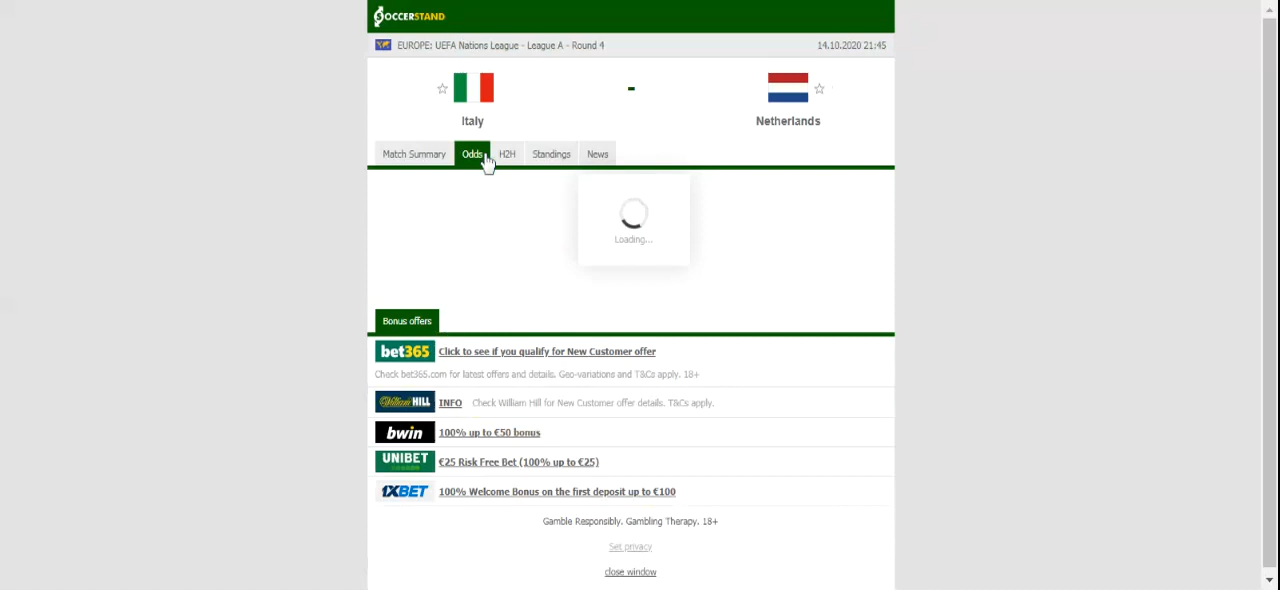 SOCCERSTAND
EUROPE: UEFA Nations League - League A - Round 4 14.10.2020 21:45
-
Italy Netherlands
Match Summary Odds H2H Standings News
Loading...
Bonus offers
bet365 Click to see if you qualify for New Customer offer
Check bet365.com for latest offers and details. Geo-variations and T&Cs apply. 18+
William HILL INFO Check William Hill for New Customer offer details. T&Cs apply.
bwin 100% up to €50 bonus
UNIBET €25 Risk Free Bet (100% up to €25)
1XBET 100% Welcome Bonus on the first deposit up to €100
Gamble Responsibly. Gambling Therapy. 18+
Set privacy
close window